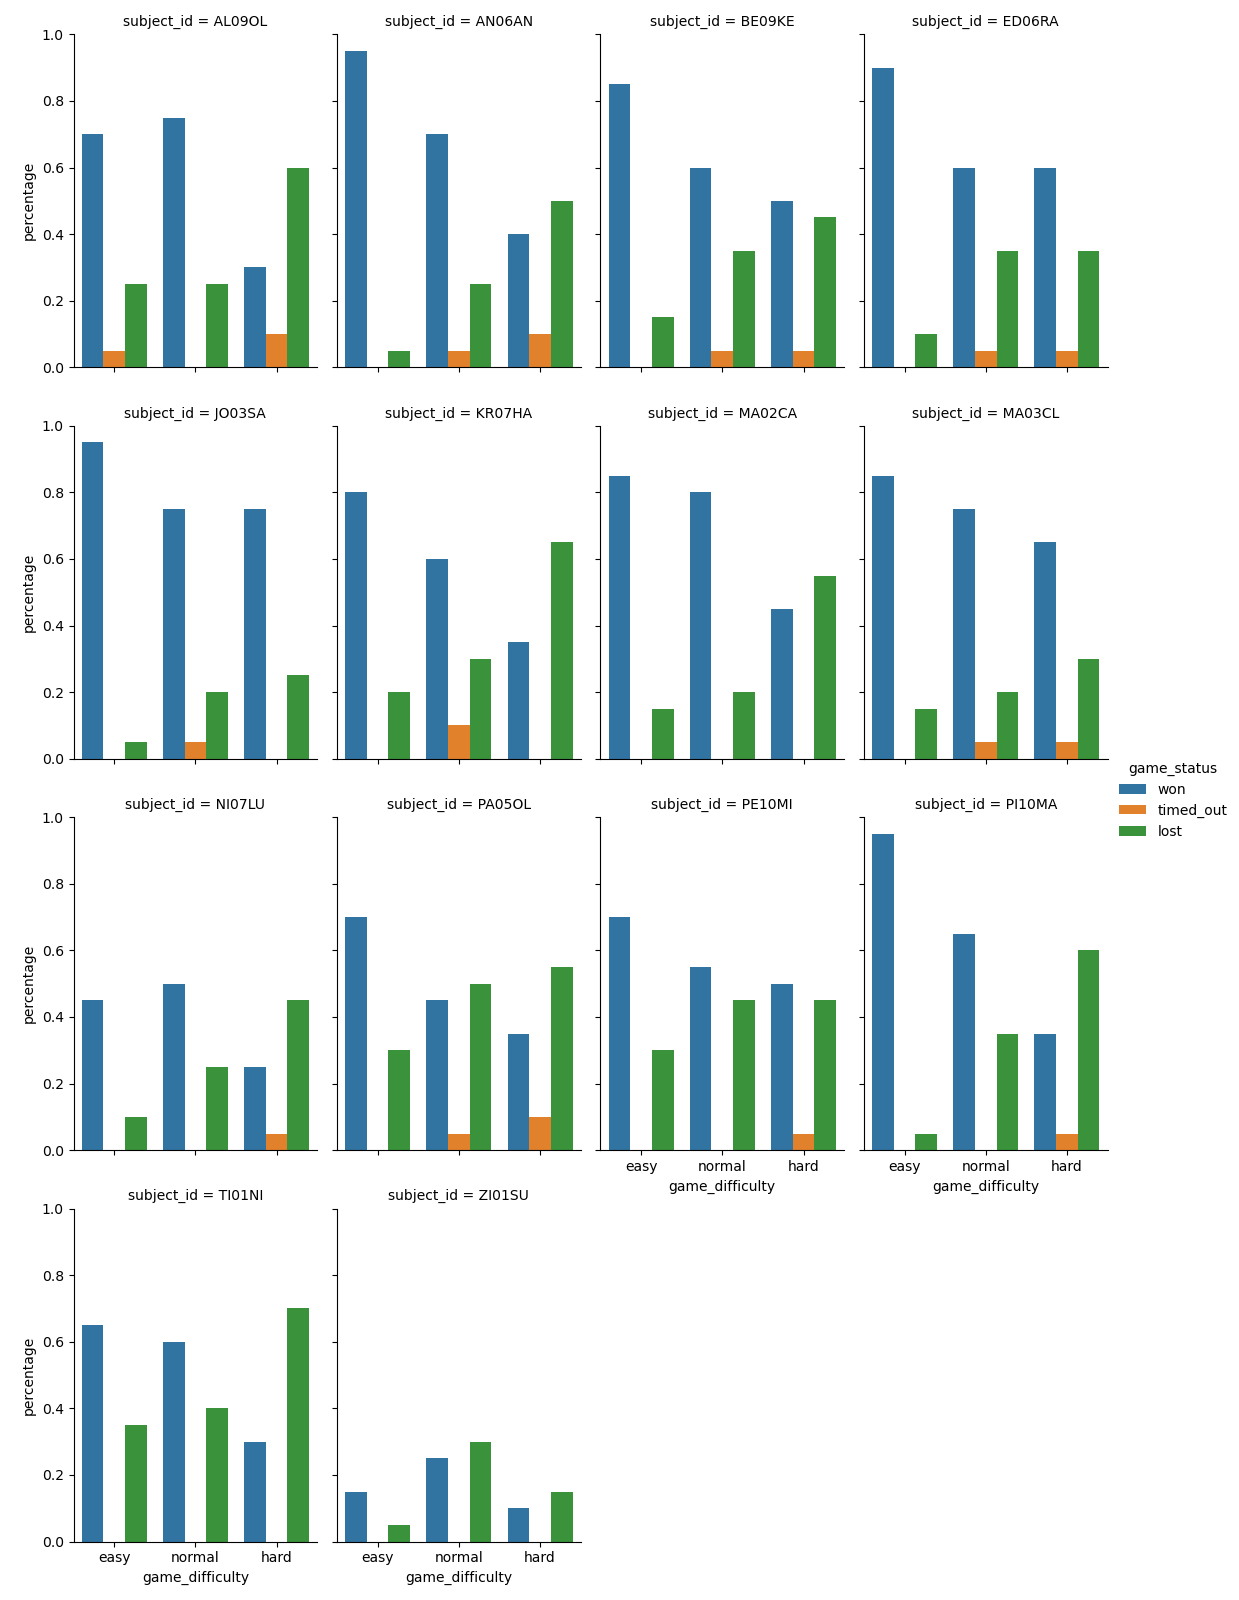 subject_id = AL09OL
subject_id = AN06AN
subject_id = BE09KE
subject_id = ED06RA
1.0
0.8
0.6
0.4
0.2
0.0
percentage
subject_id = JO03SA
subject_id = KR07HA
subject_id = MA02CA
subject_id = MA03CL
1.0
0.8
0.6
0.4
0.2
0.0
percentage
game_status
won
timed_out
lost
subject_id = NI07LU
subject_id = PA05OL
subject_id = PE10MI
subject_id = PI10MA
1.0
0.8
0.6
0.4
0.2
0.0
percentage
easy normal hard
game_difficulty
easy normal hard
game_difficulty
subject_id = TI01NI
subject_id = ZI01SU
1.0
0.8
0.6
0.4
0.2
0.0
percentage
easy normal hard
game_difficulty
easy normal hard
game_difficulty